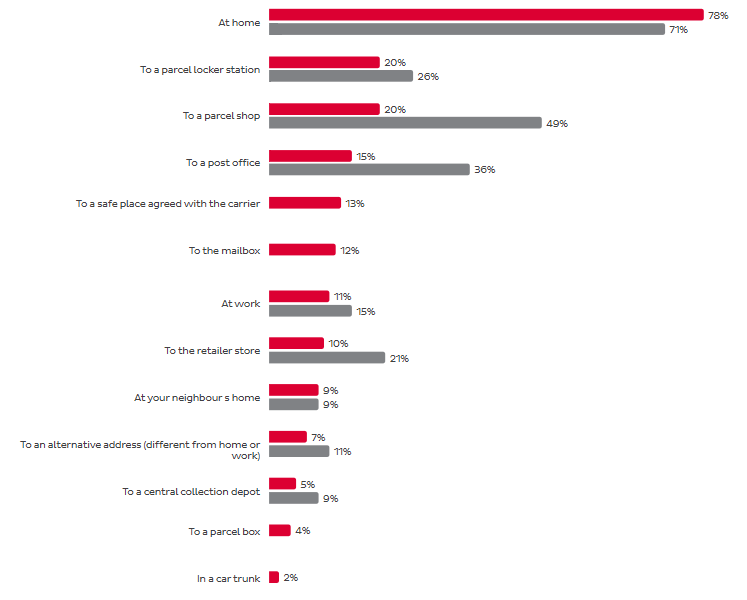 At home
78%
71%
To a parcel locker station
20%
26%
To a parcel shop
20%
49%
To a post office
15%
36%
To a safe place agreed with the carrier
13%
To the mailbox
12%
At work
11%
15%
To the retailer store
10%
21%
At your neighbour s home
9%
9%
To an alternative address (different from home or
work)
7%
11%
To a central collection depot
5%
9%
To a parcel box
4%
In a car trunk
2%